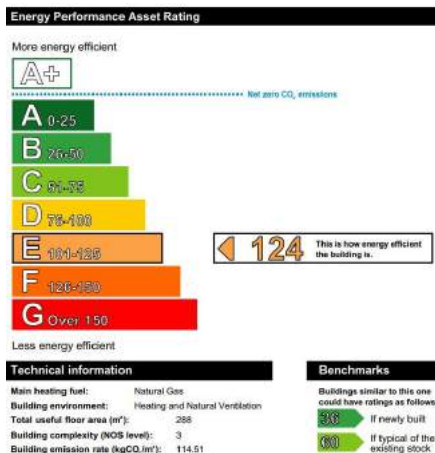 Energy Performance Asset Rating
More energy efficient
A+
Net zero CO₂ emissions
A 0-25
B 26-50
C 51-75
D 76-100
E 101-125
124 This is how energy efficient
the building is.
F 126-150
G Over 150
Less energy efficient
Technical information
Main heating fuel: Natural Gas
Building environment: Heating and Natural Ventilation
Total useful floor area (m²): 288
Building complexity (NOS level): 3
Building emission rate (kgCO₂/m²): 114.51
Benchmarks
Buildings similar to this one
could have ratings as follows
36 If newly built
60 If typical of the
existing stock